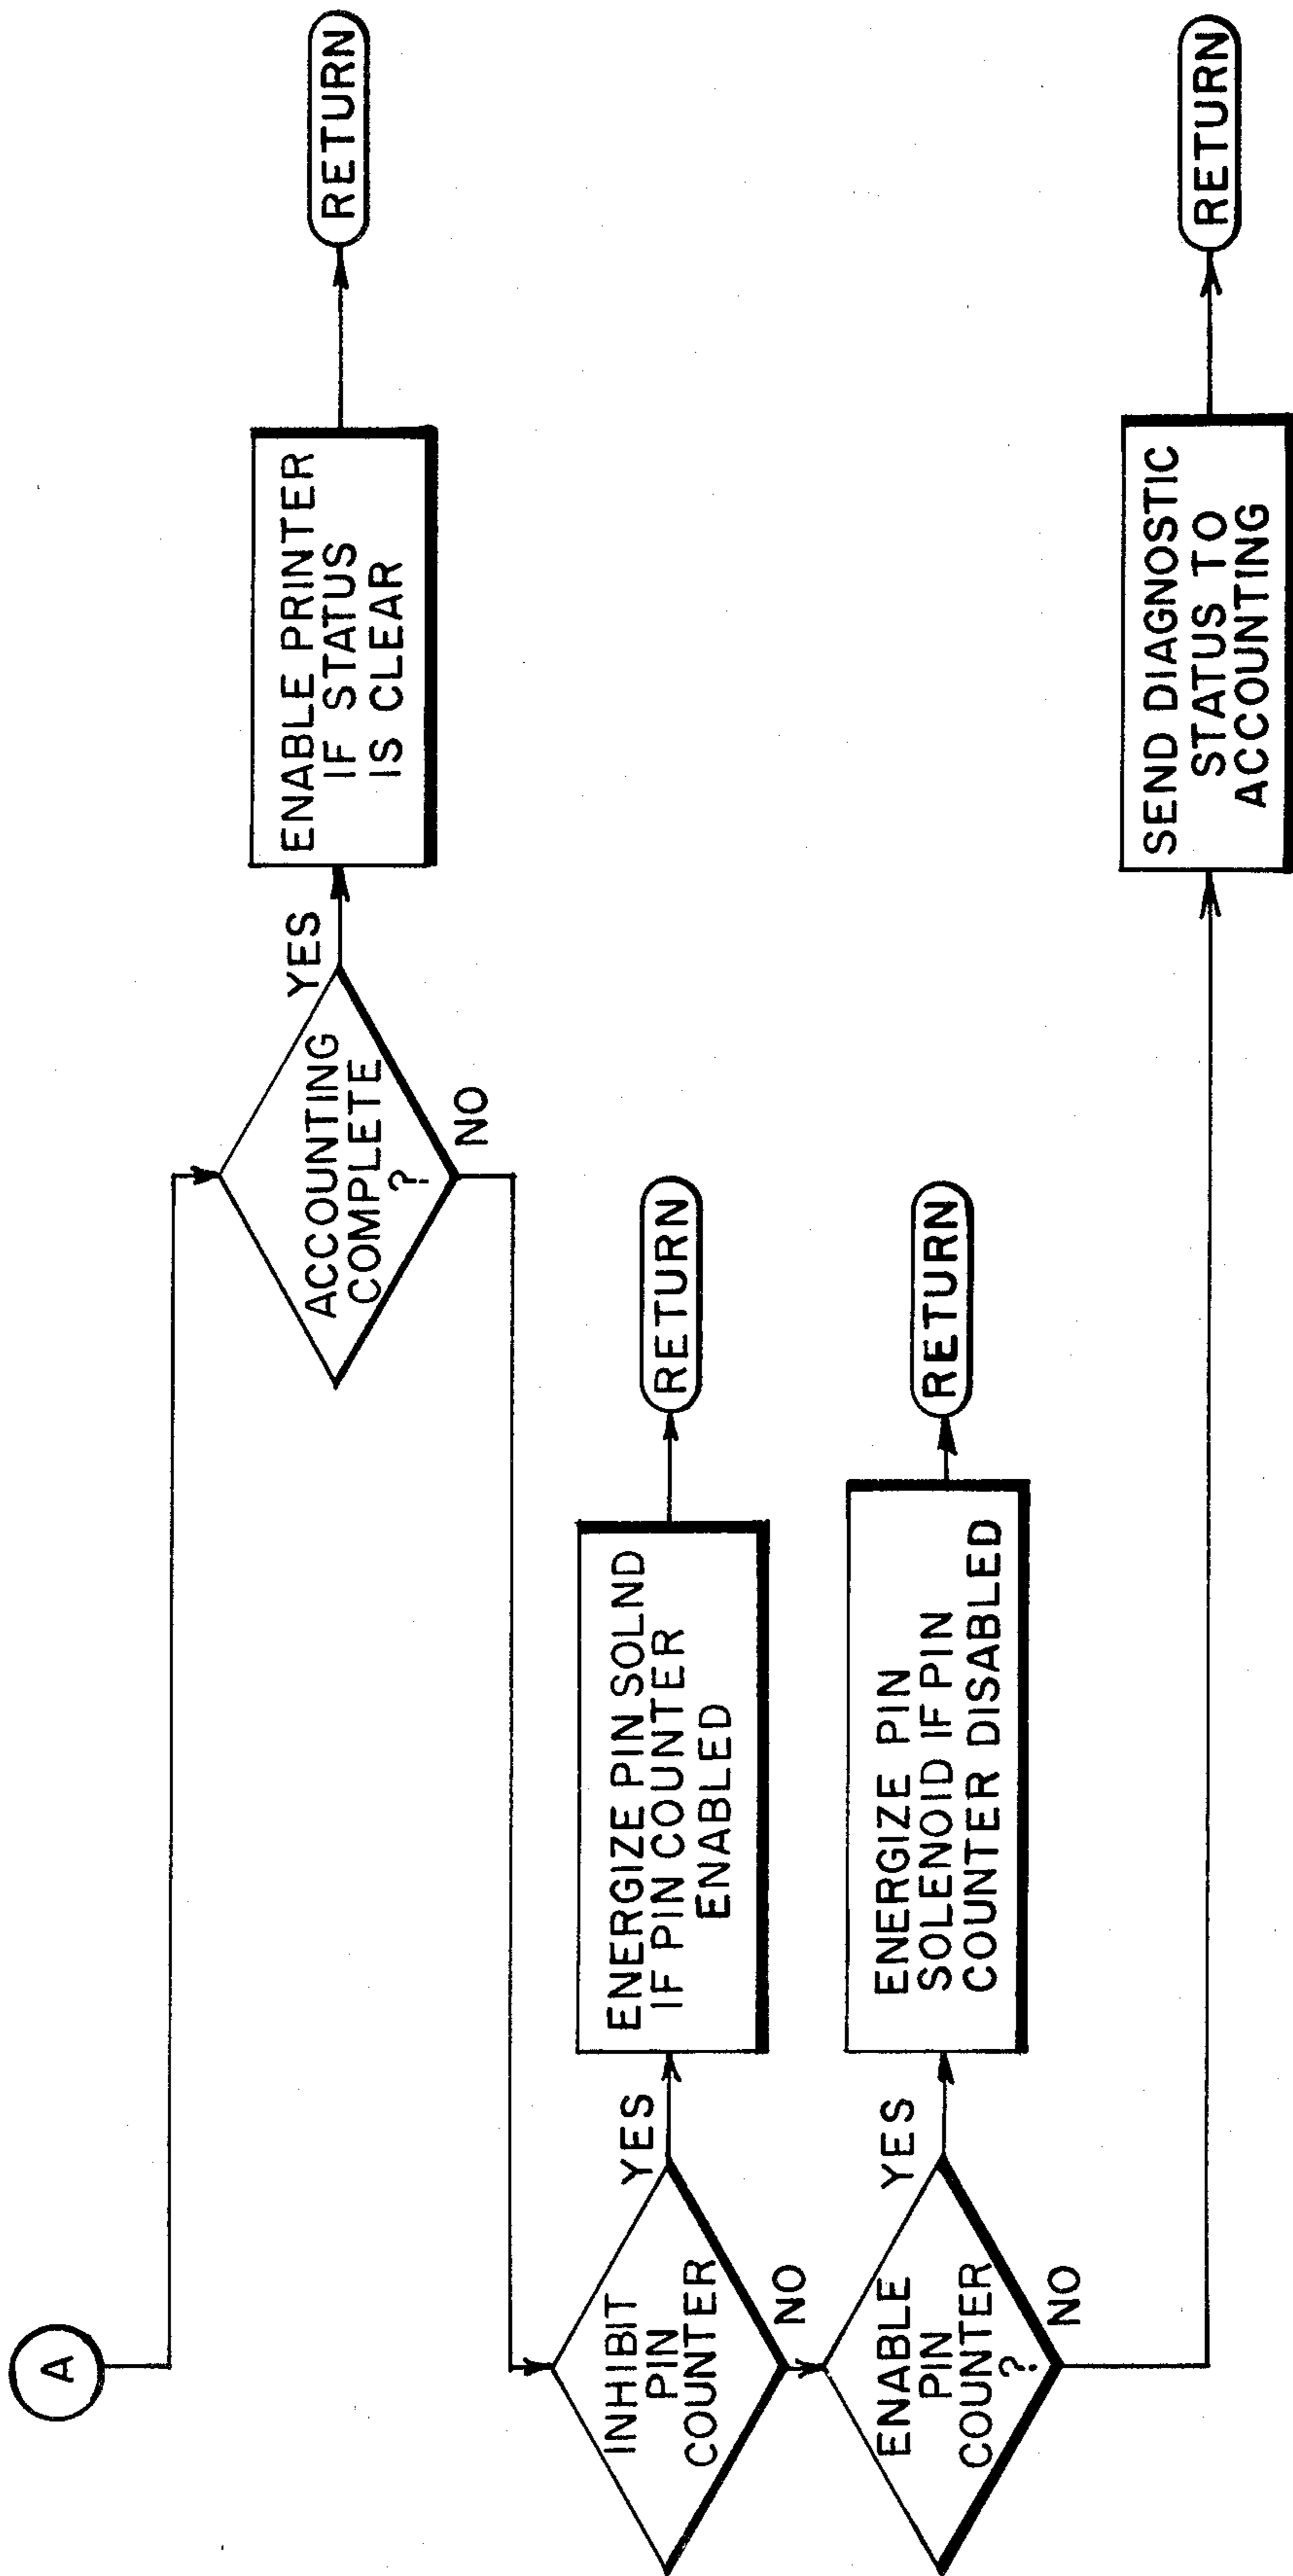 A
ACCOUNTING
COMPLETE
?
YES
ENABLE PRINTER
IF STATUS
IS CLEAR
RETURN
NO
INHIBIT
PIN
COUNTER
YES
ENERGIZE PIN SOLND
IF PIN COUNTER
ENABLED
RETURN
NO
ENABLE
PIN
COUNTER
?
YES
ENERGIZE PIN
SOLENOID IF PIN
COUNTER DISABLED
RETURN
NO
SEND DIAGNOSTIC
STATUS TO
ACCOUNTING
RETURN